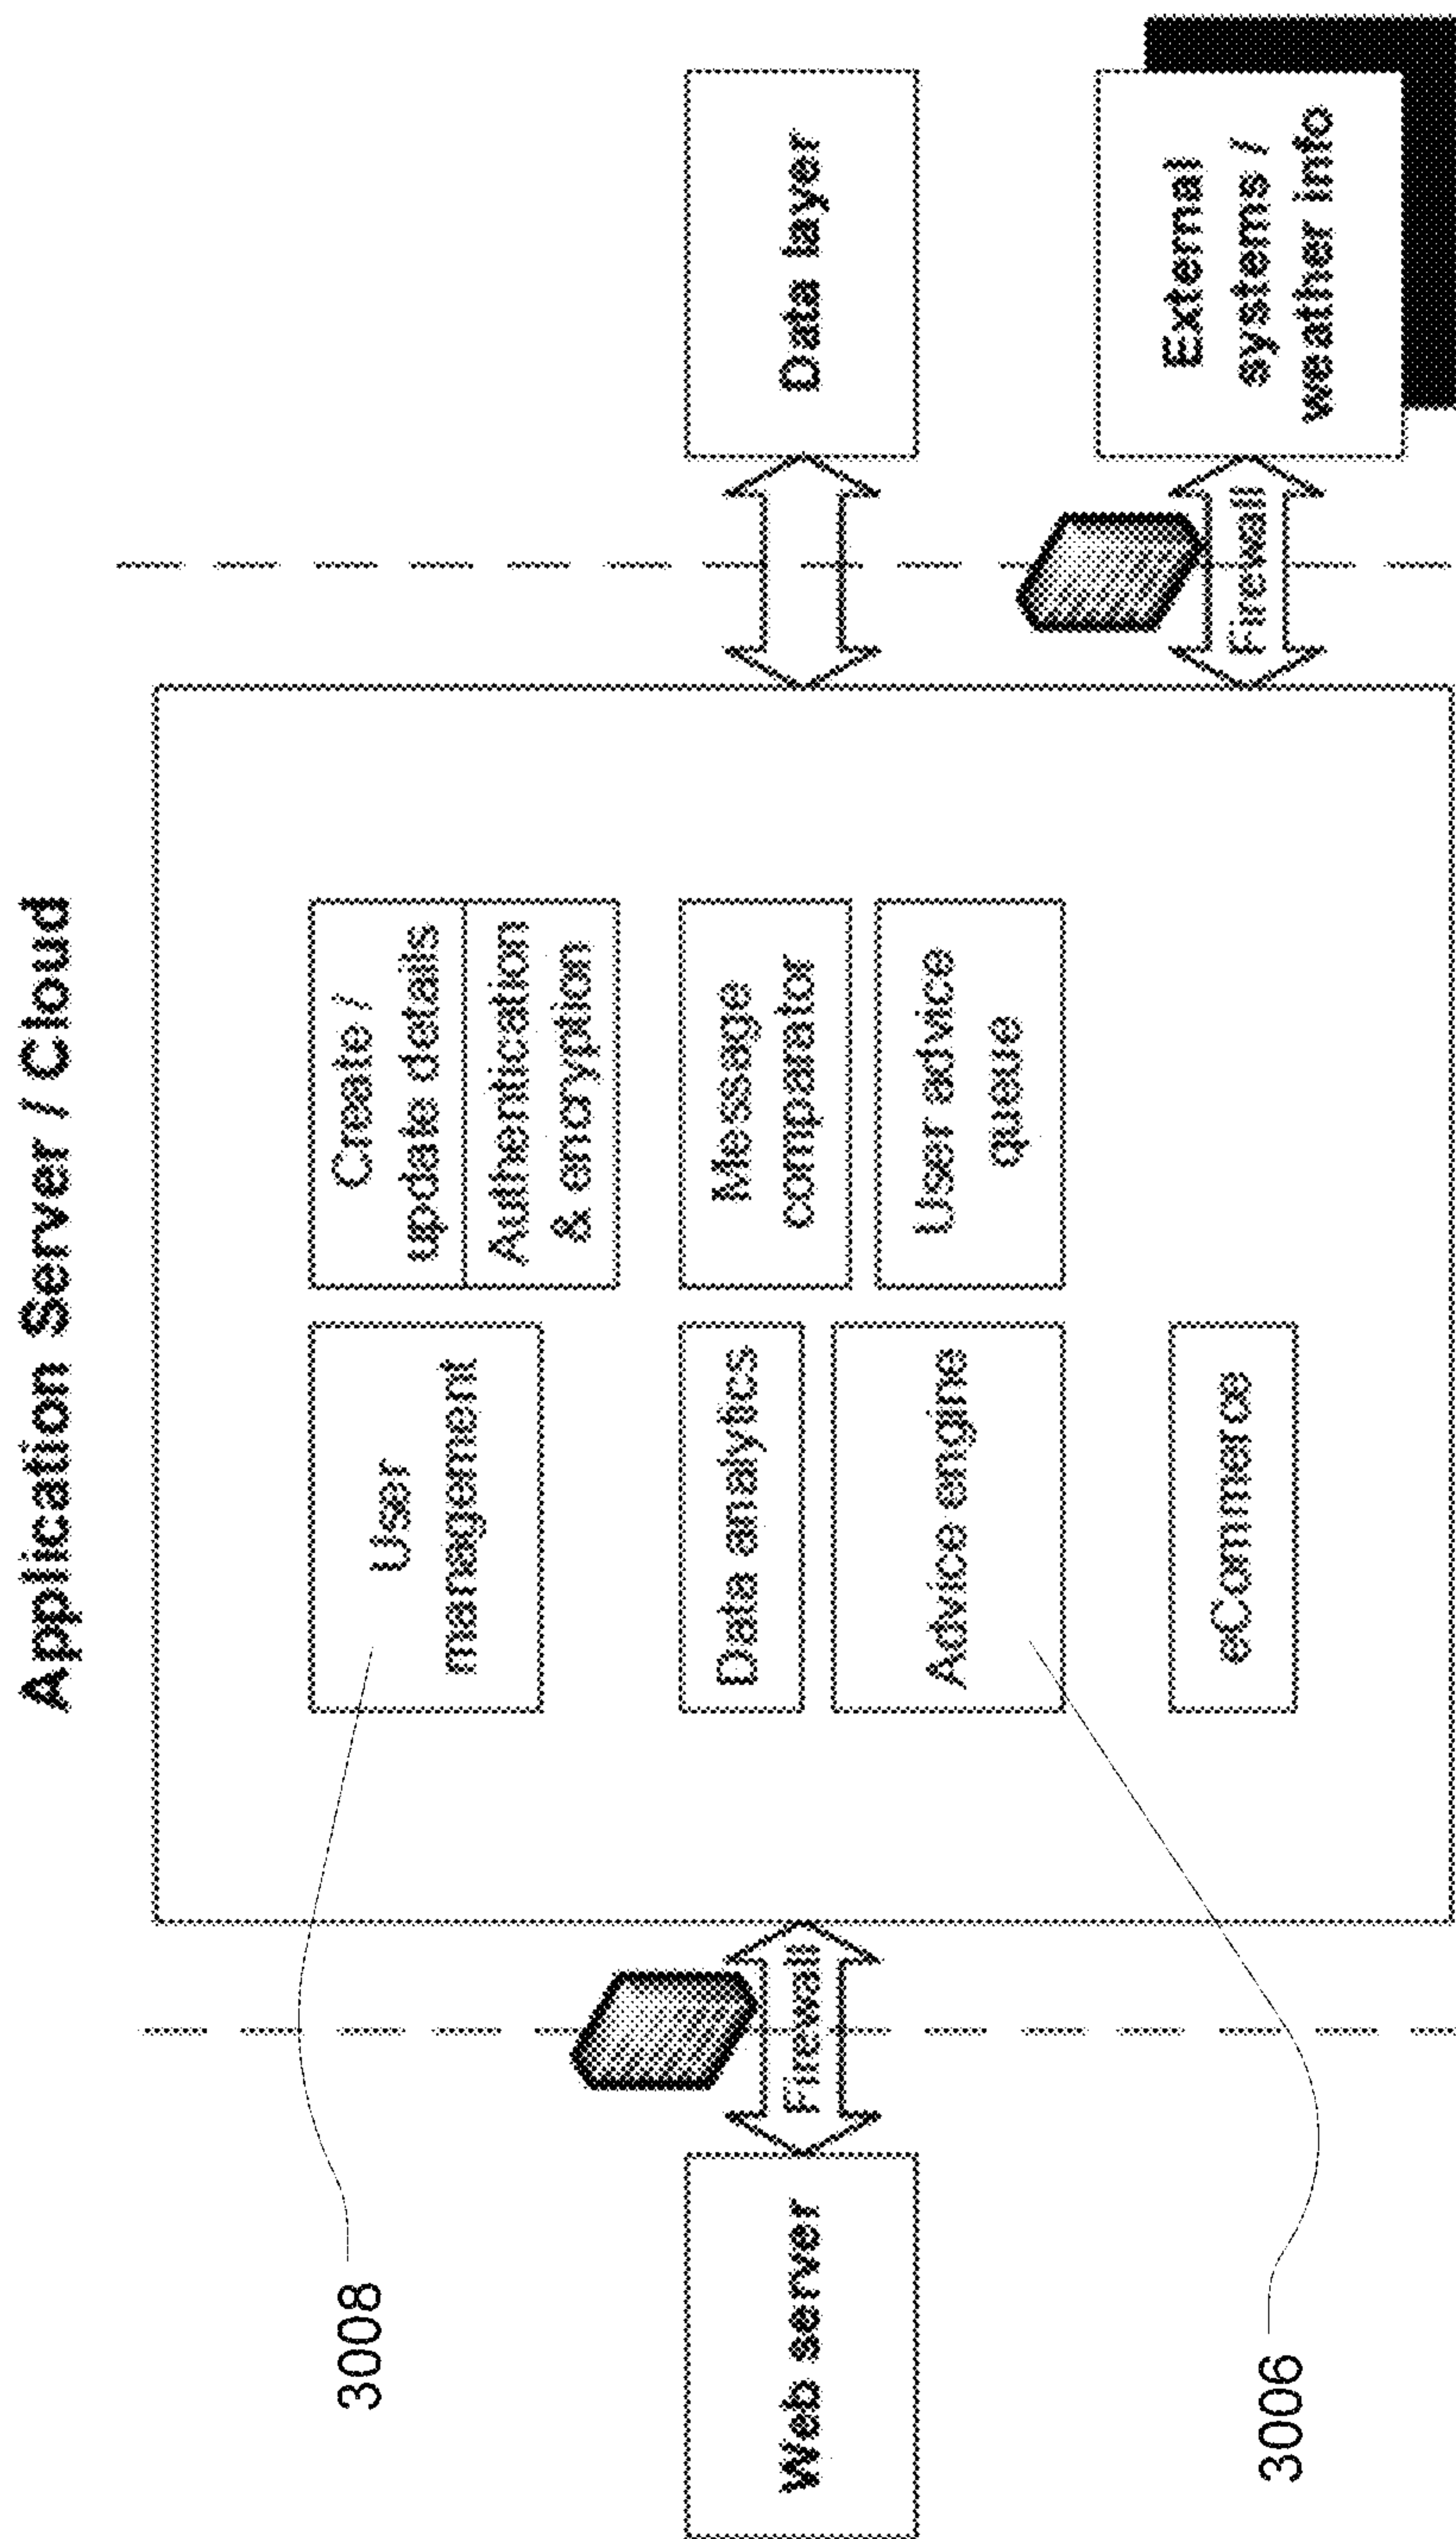 Application Server / Cloud
Web server
Firewall
User
management
Create /
update details
Authentication
& encryption
Data analytics
Message
comparator
Advice engine
User advice
queue
eCommerce
Data layer
Firewall
External
systems /
weather info
3008
3006